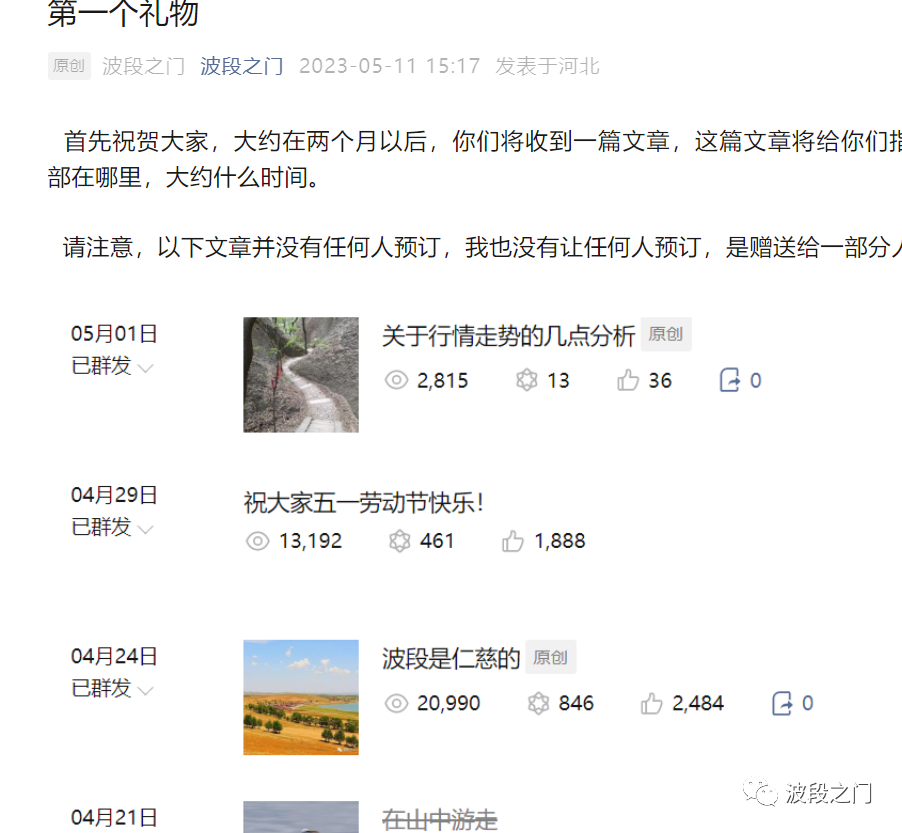 第一个礼物
原创 波段之门 波段之门 2023-05-11 15:17 发表于河北
首先祝贺大家，大约在两个月以后，你们将收到一篇文章，这篇文章将给你们指
部在哪里，大约什么时间。
请注意，以下文章并没有任何人预订，我也没有让任何人预订，是赠送给一部分人
05月01日
已群发
关于行情走势的几点分析 原创
2,815 13 36 0
04月29日
已群发
祝大家五一劳动节快乐！
13,192 461 1,888
04月24日
已群发
波段是仁慈的 原创
20,990 846 2,484 0
04月21日
在山中游走
波段之门